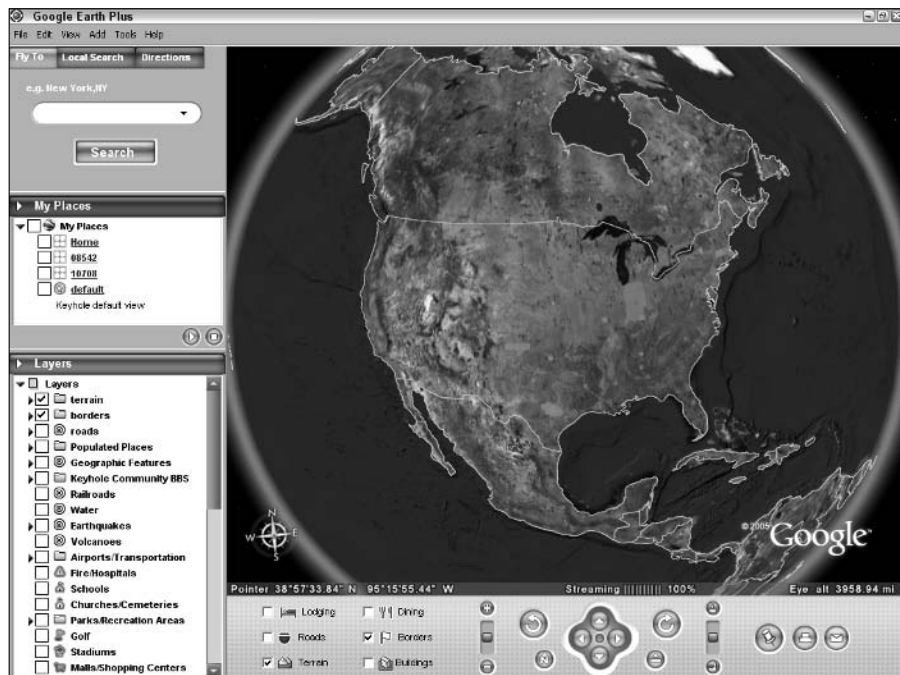 Google Earth Plus
File Edit View Add Tools Help
Fly To Local Search Directions
e.g. New York,NY
Search
My Places
My Places
Home
08542
10708
default
Keyhole default view
Layers
Layers
terrain
borders
roads
Populated Places
Geographic Features
Keyhole Community BBS
Railroads
Water
Earthquakes
Volcanoes
Airports/Transportation
Fire/Hospitals
Schools
Churches/Cemeteries
Parks/Recreation Areas
Golf
Stadiums
Malls/Shopping Centers
N
W E
S
©2005 Google™
Pointer 38°57'33.84" N 95°15'55.44" W Streaming |||||||||| 100% Eye alt 3958.94 mi
Lodging Dining
Roads Borders
Terrain Buildings
N